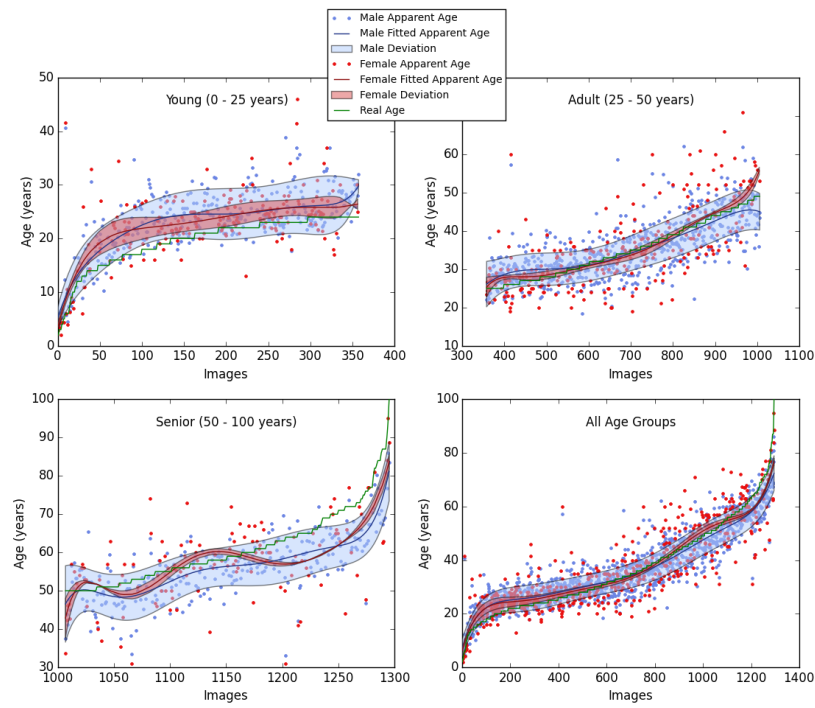 Male Apparent Age
Male Fitted Apparent Age
Male Deviation
Female Apparent Age
Female Fitted Apparent Age
Female Deviation
Real Age
Young (0 - 25 years)
Age (years)
50
40
30
20
10
0
0 50 100 150 200 250 300 350 400
Images
Adult (25 - 50 years)
Age (years)
60
50
40
30
20
10
300 400 500 600 700 800 900 1000 1100
Images
Senior (50 - 100 years)
Age (years)
100
90
80
70
60
50
40
30
1000 1050 1100 1150 1200 1250 1300
Images
All Age Groups
Age (years)
100
80
60
40
20
0
0 200 400 600 800 1000 1200 1400
Images